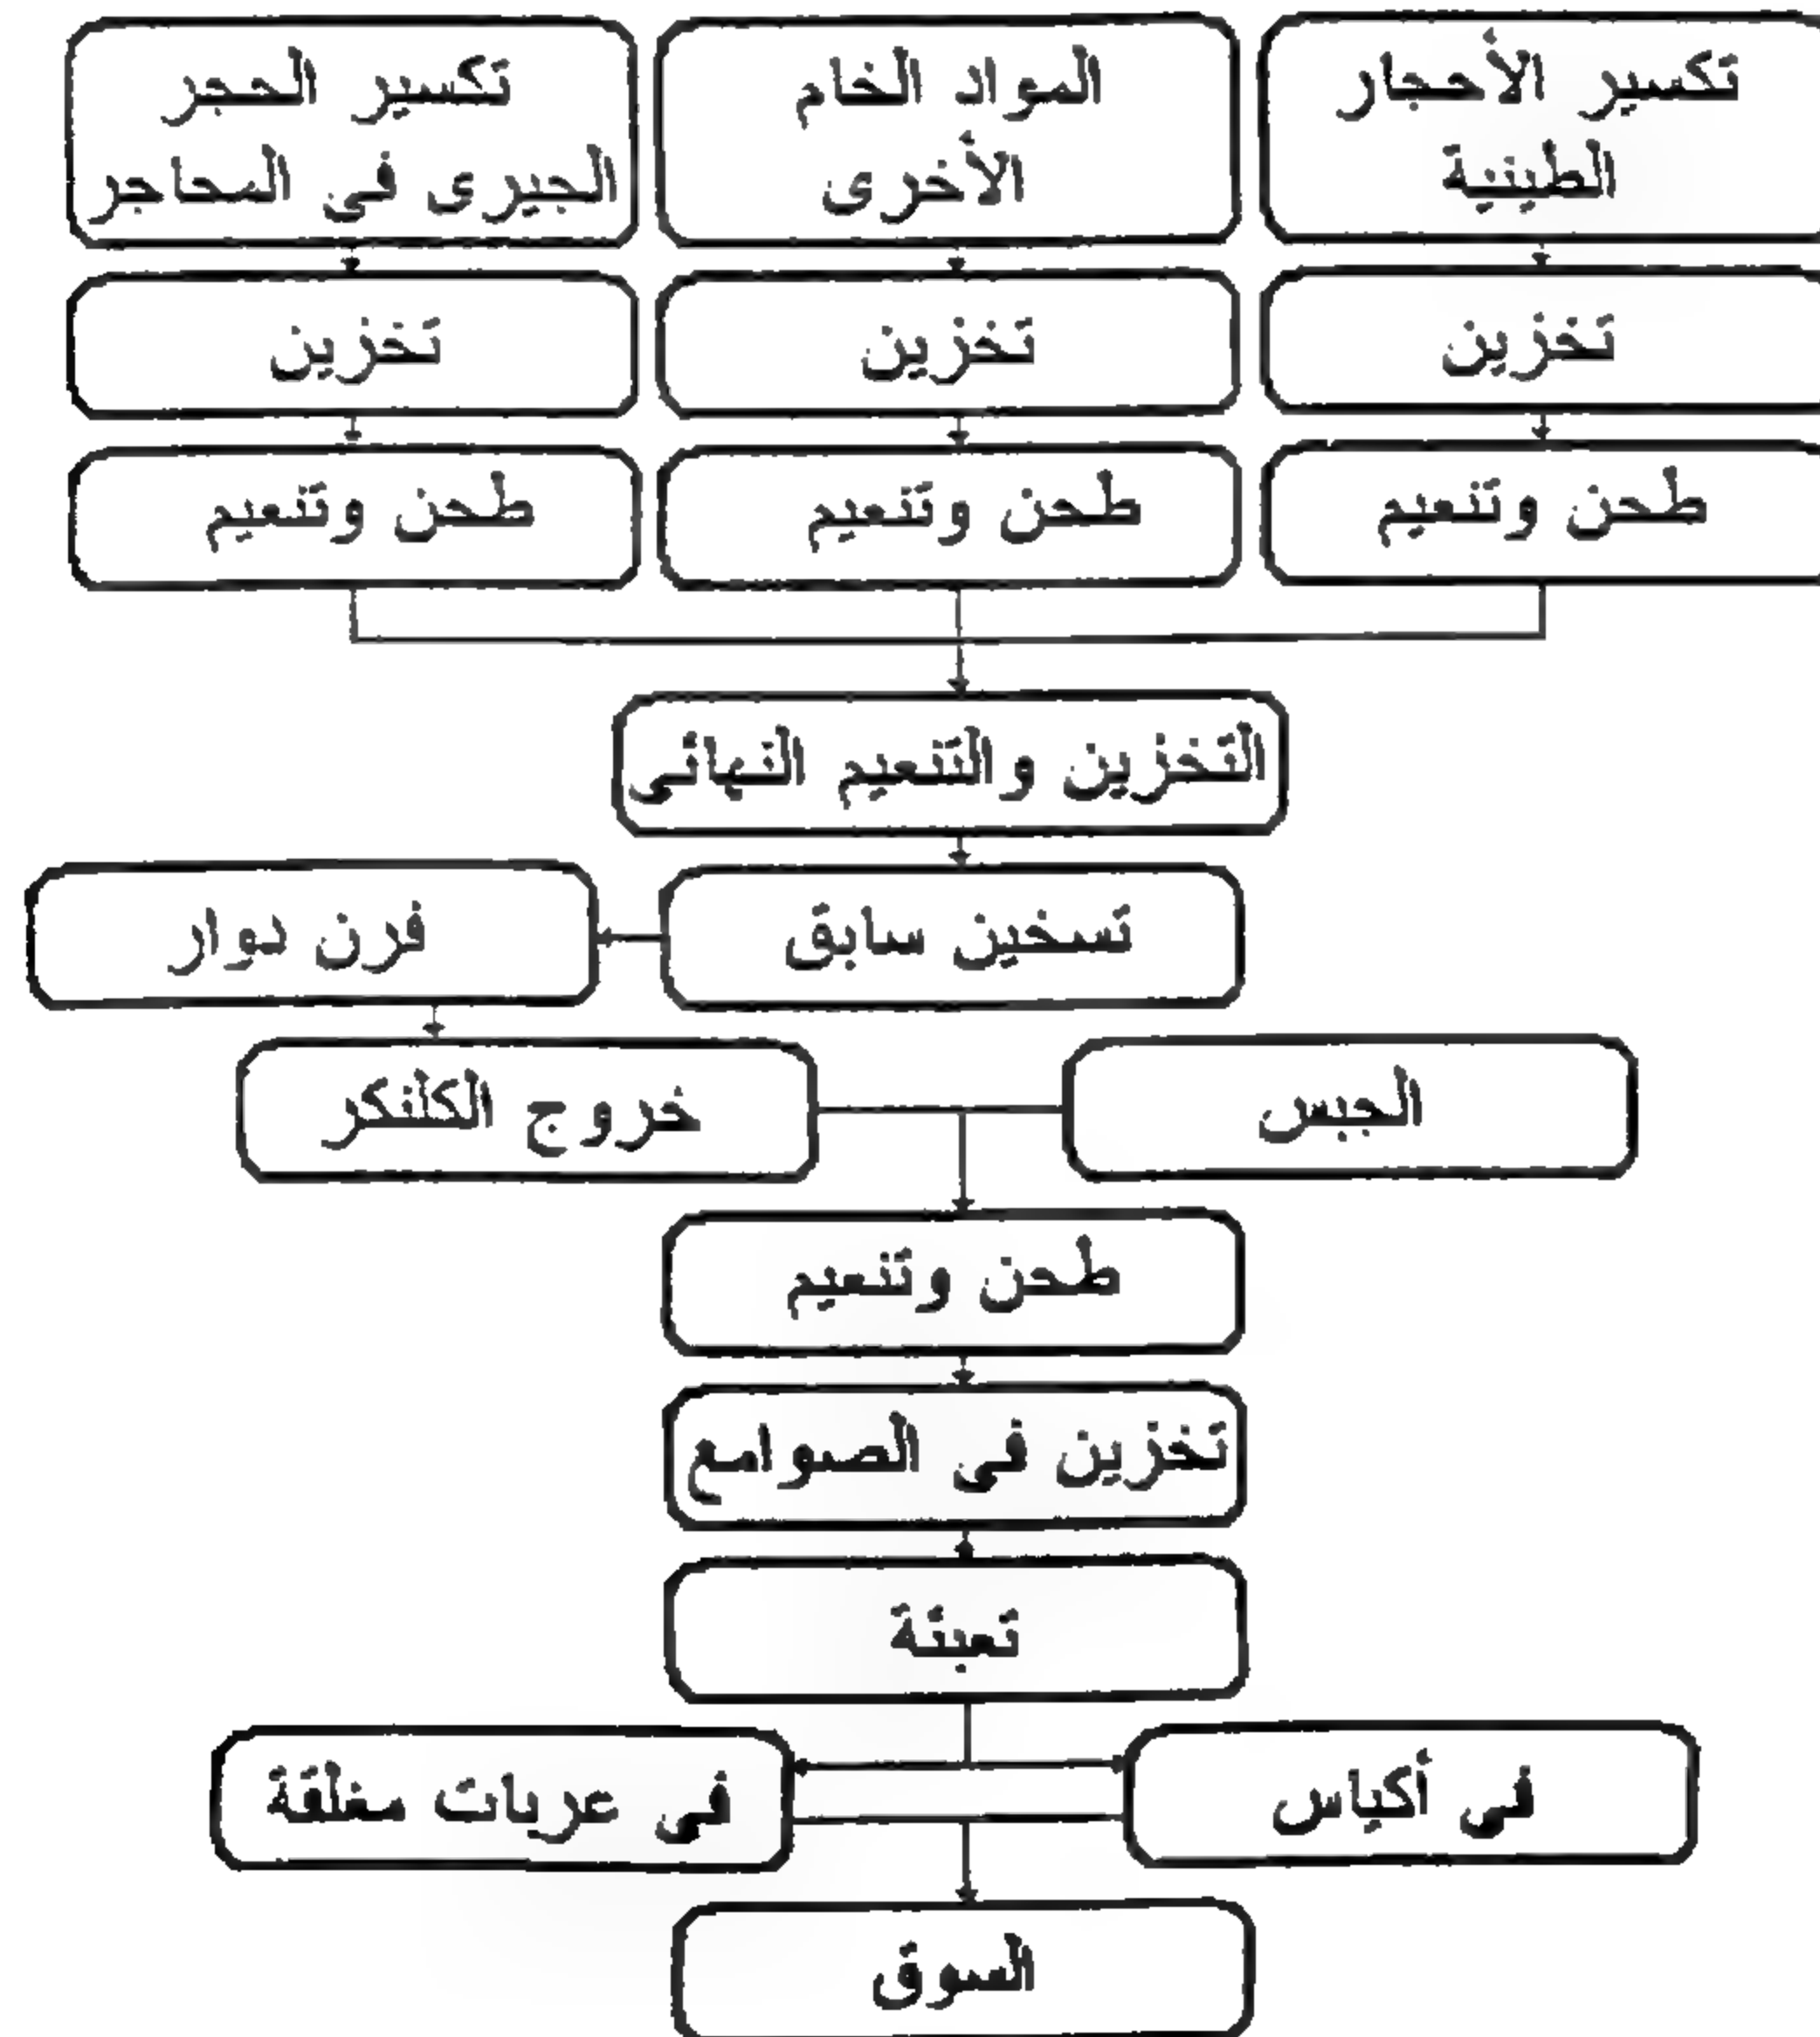 تكسير الأحجار
الطينية
المواد الخام
الأخرى
تكسير الحجر
الجيرى فى السحاجر
تخزين
تخزين
تخزين
طحن وتنعيم
طحن وتنعيم
طحن وتنعيم
التخزين والتنعيم النهائى
تسخين سابق
فرن دوار
الجبس
خروج الكلنكر
طحن وتنعيم
تخزين فى الصوامع
تعبئة
فى أكياس
فى عربات مغلقة
السوق